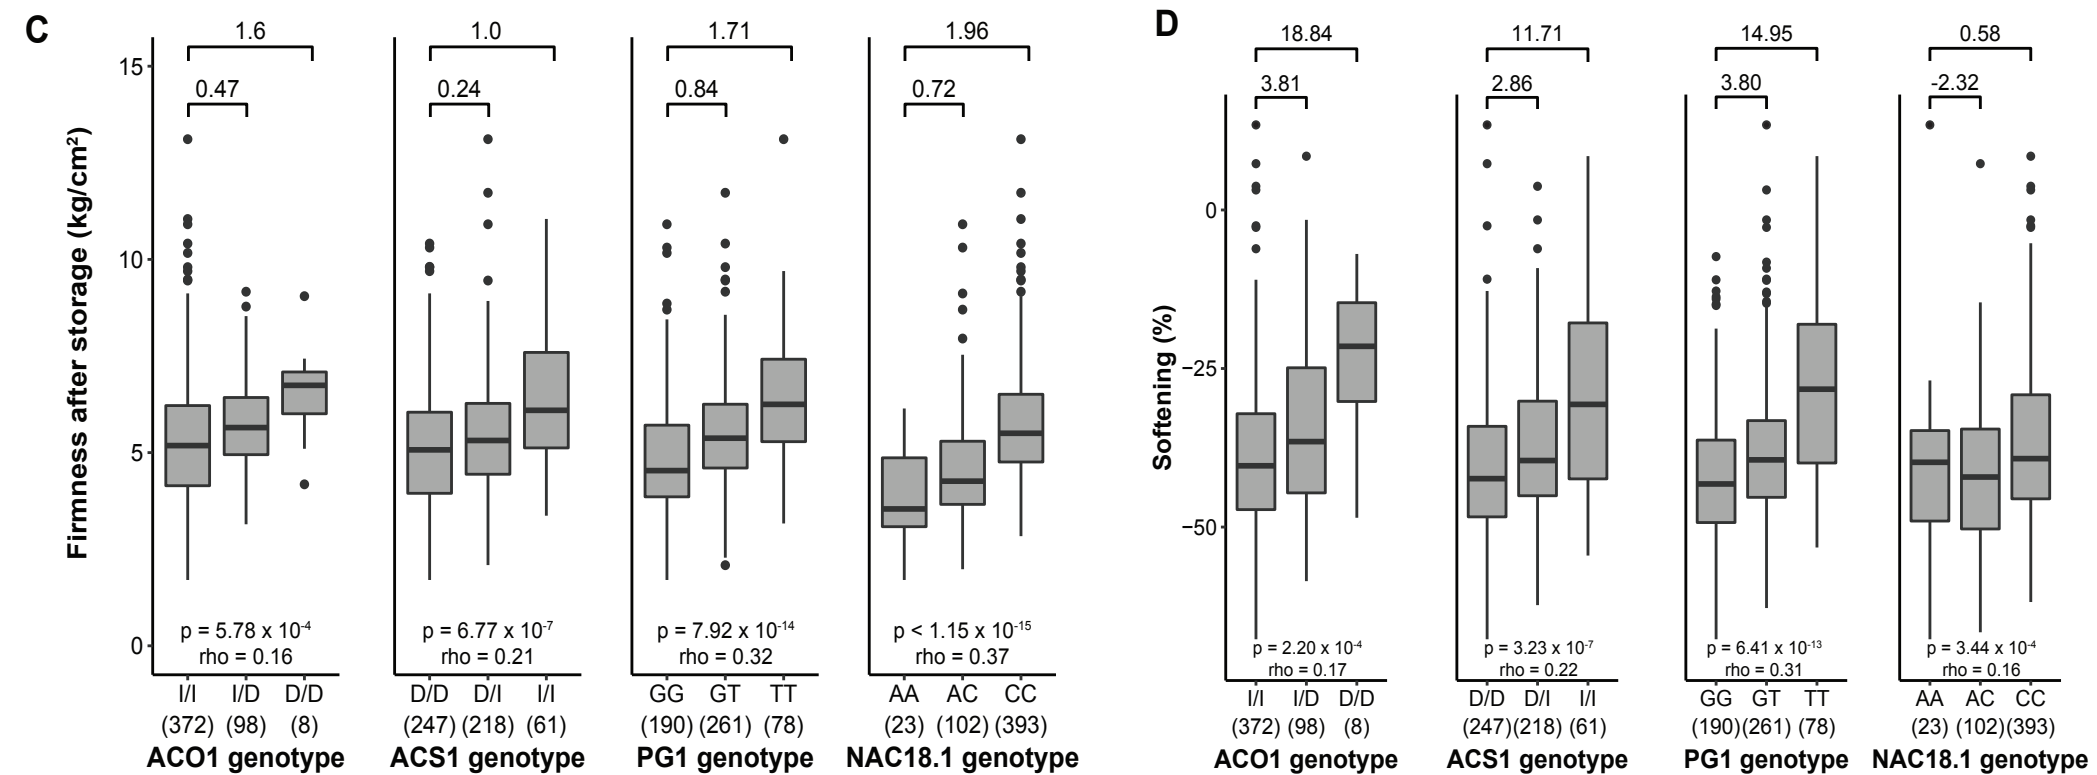 C
1.6
1.0
1.71
1.96
0.47
0.24
0.84
0.72
Firmness after storage (kg/cm²)
15
10
5
0
p = 5.78 x 10⁻⁴
rho = 0.16
p = 6.77 x 10⁻⁷
rho = 0.21
p = 7.92 x 10⁻¹⁴
rho = 0.32
p < 1.15 x 10⁻¹⁵
rho = 0.37
I/I I/D D/D
(372) (98) (8)
ACO1 genotype
D/D D/I I/I
(247) (218) (61)
ACS1 genotype
GG GT TT
(190) (261) (78)
PG1 genotype
AA AC CC
(23) (102) (393)
NAC18.1 genotype
D
18.84
11.71
14.95
0.58
3.81
2.86
3.80
-2.32
Softening (%)
0
−25
−50
p = 2.20 x 10⁻⁴
rho = 0.17
p = 3.23 x 10⁻⁷
rho = 0.22
p = 6.41 x 10⁻¹³
rho = 0.31
p = 3.44 x 10⁻⁴
rho = 0.16
I/I I/D D/D
(372) (98) (8)
ACO1 genotype
D/D D/I I/I
(247) (218) (61)
ACS1 genotype
GG GT TT
(190) (261) (78)
PG1 genotype
AA AC CC
(23) (102) (393)
NAC18.1 genotype